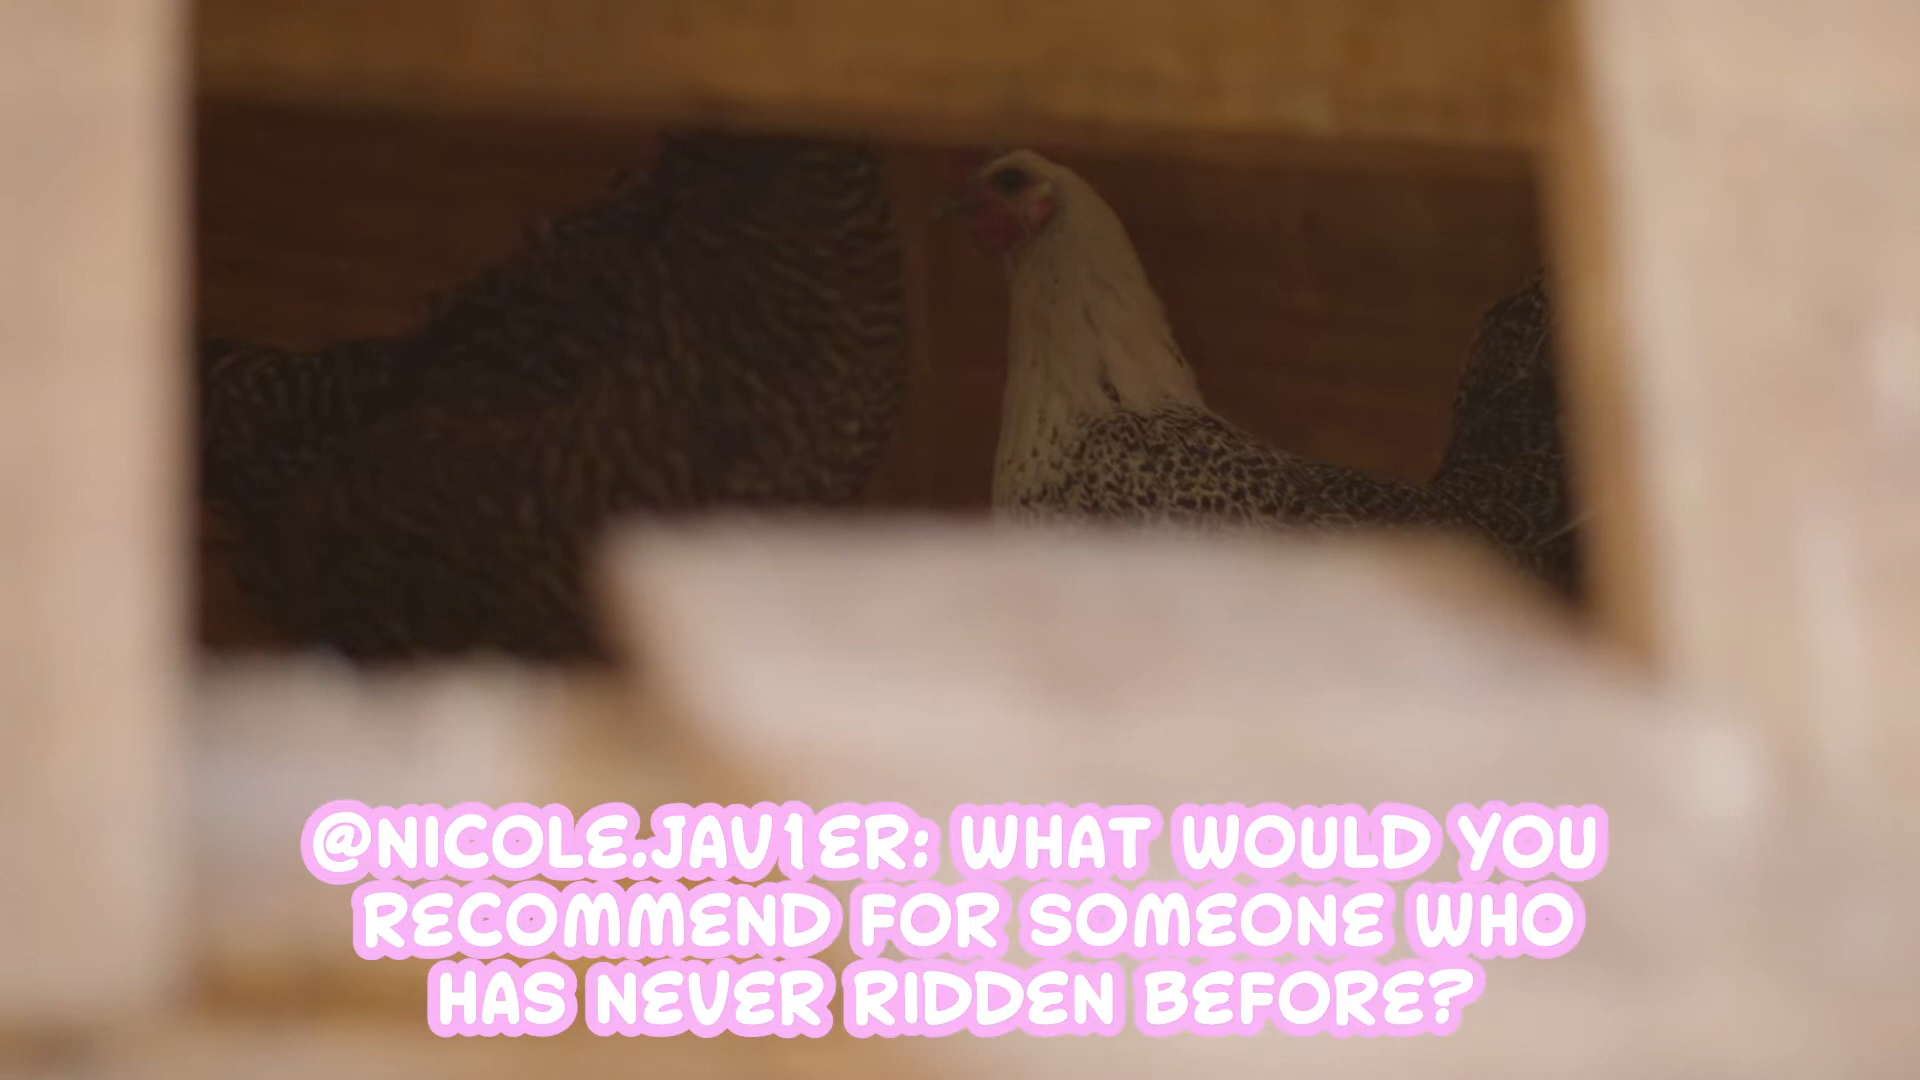 @NICOLE.JAV1ER: WHAT WOULD YOU
RECOMMEND FOR SOMEONE WHO
HAS NEVER RIDDEN BEFORE?